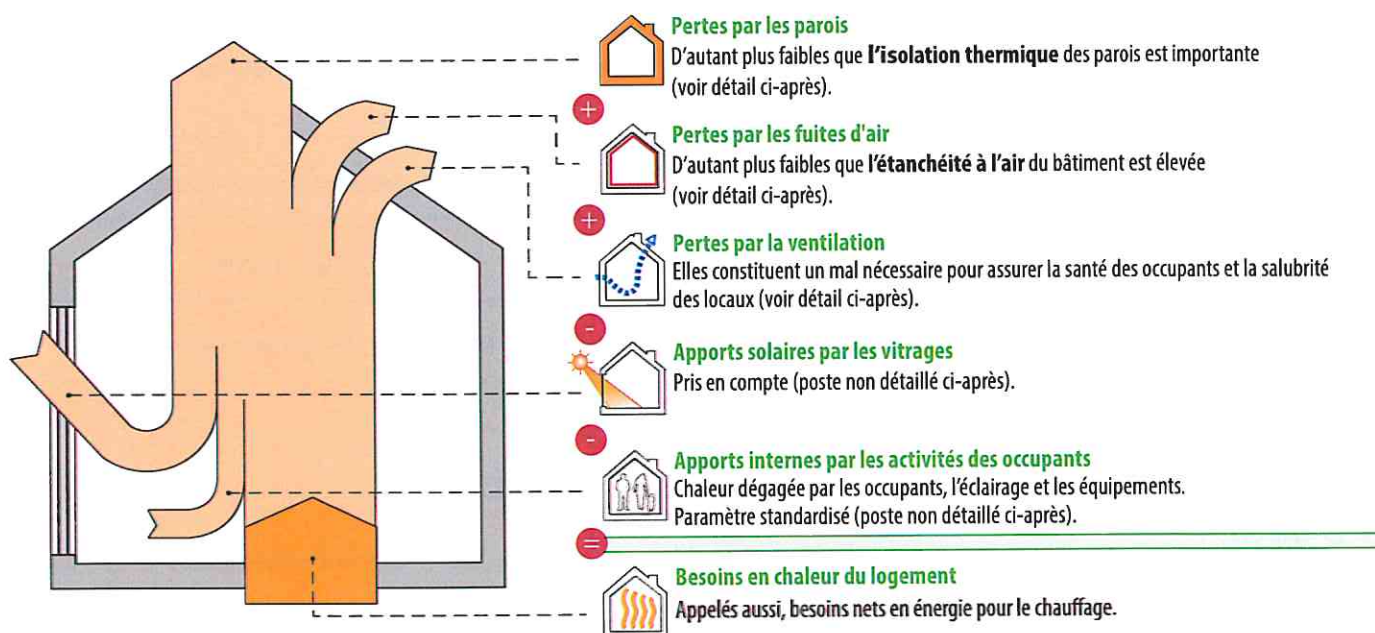 Pertes par les parois
D'autant plus faibles que l'isolation thermique des parois est importante
(voir détail ci-après).
+
Pertes par les fuites d'air
D'autant plus faibles que l'étanchéité à l'air du bâtiment est élevée
(voir détail ci-après).
+
Pertes par la ventilation
Elles constituent un mal nécessaire pour assurer la santé des occupants et la salubrité
des locaux (voir détail ci-après).
-
Apports solaires par les vitrages
Pris en compte (poste non détaillé ci-après).
-
Apports internes par les activités des occupants
Chaleur dégagée par les occupants, l'éclairage et les équipements.
Paramètre standardisé (poste non détaillé ci-après).
=
Besoins en chaleur du logement
Appelés aussi, besoins nets en énergie pour le chauffage.